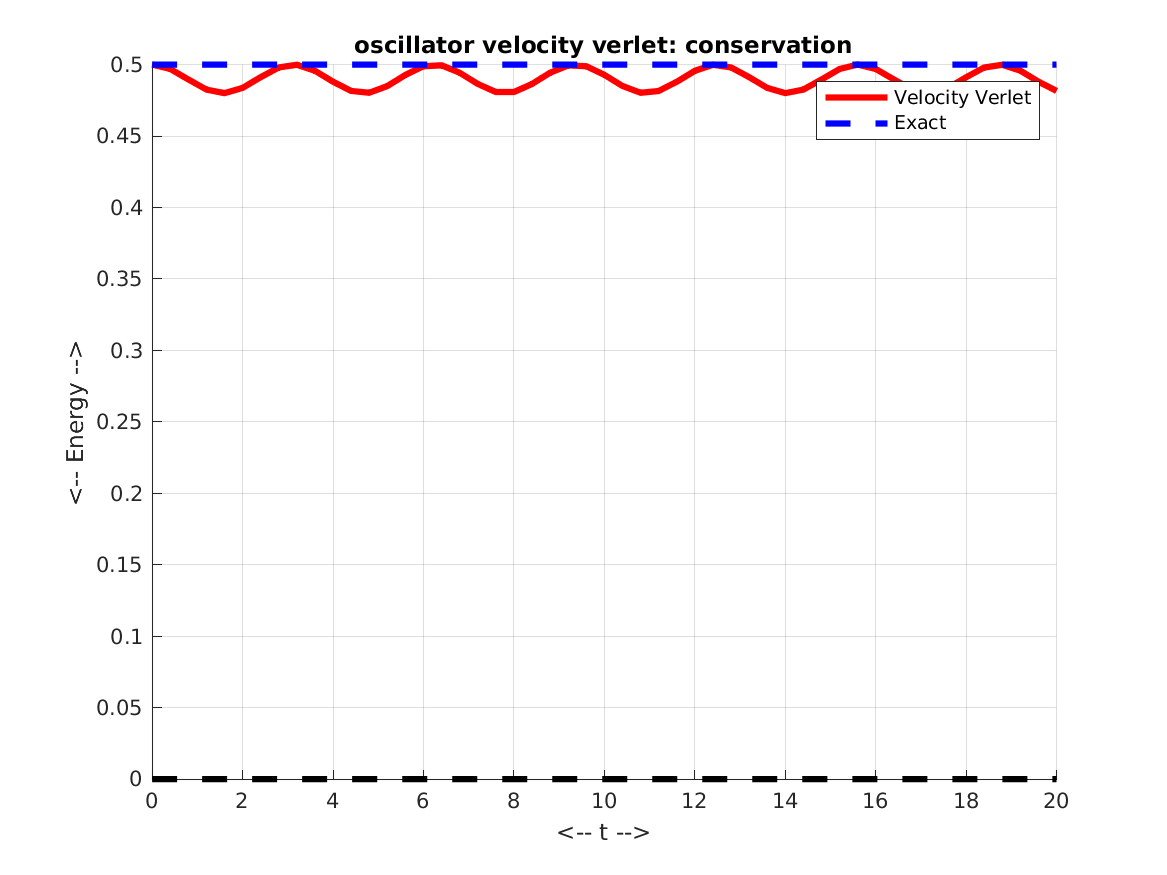 oscillator velocity verlet: conservation
0.5
0.45
0.4
0.35
0.3
0.25
0.2
0.15
0.1
0.05
0
<-- Energy -->
Velocity Verlet
Exact
0 2 4 6 8 10 12 14 16 18 20
<-- t -->